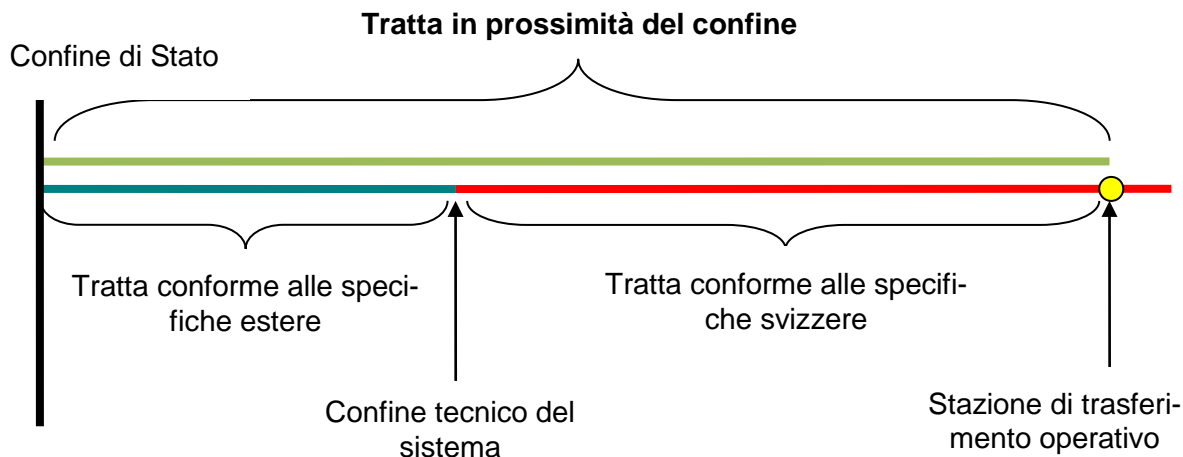 Tratta in prossimità del confine
Confine di Stato
Tratta conforme alle speci-
fiche estere
Tratta conforme alle specifi-
che svizzere
Confine tecnico del
sistema
Stazione di trasferi-
mento operativo